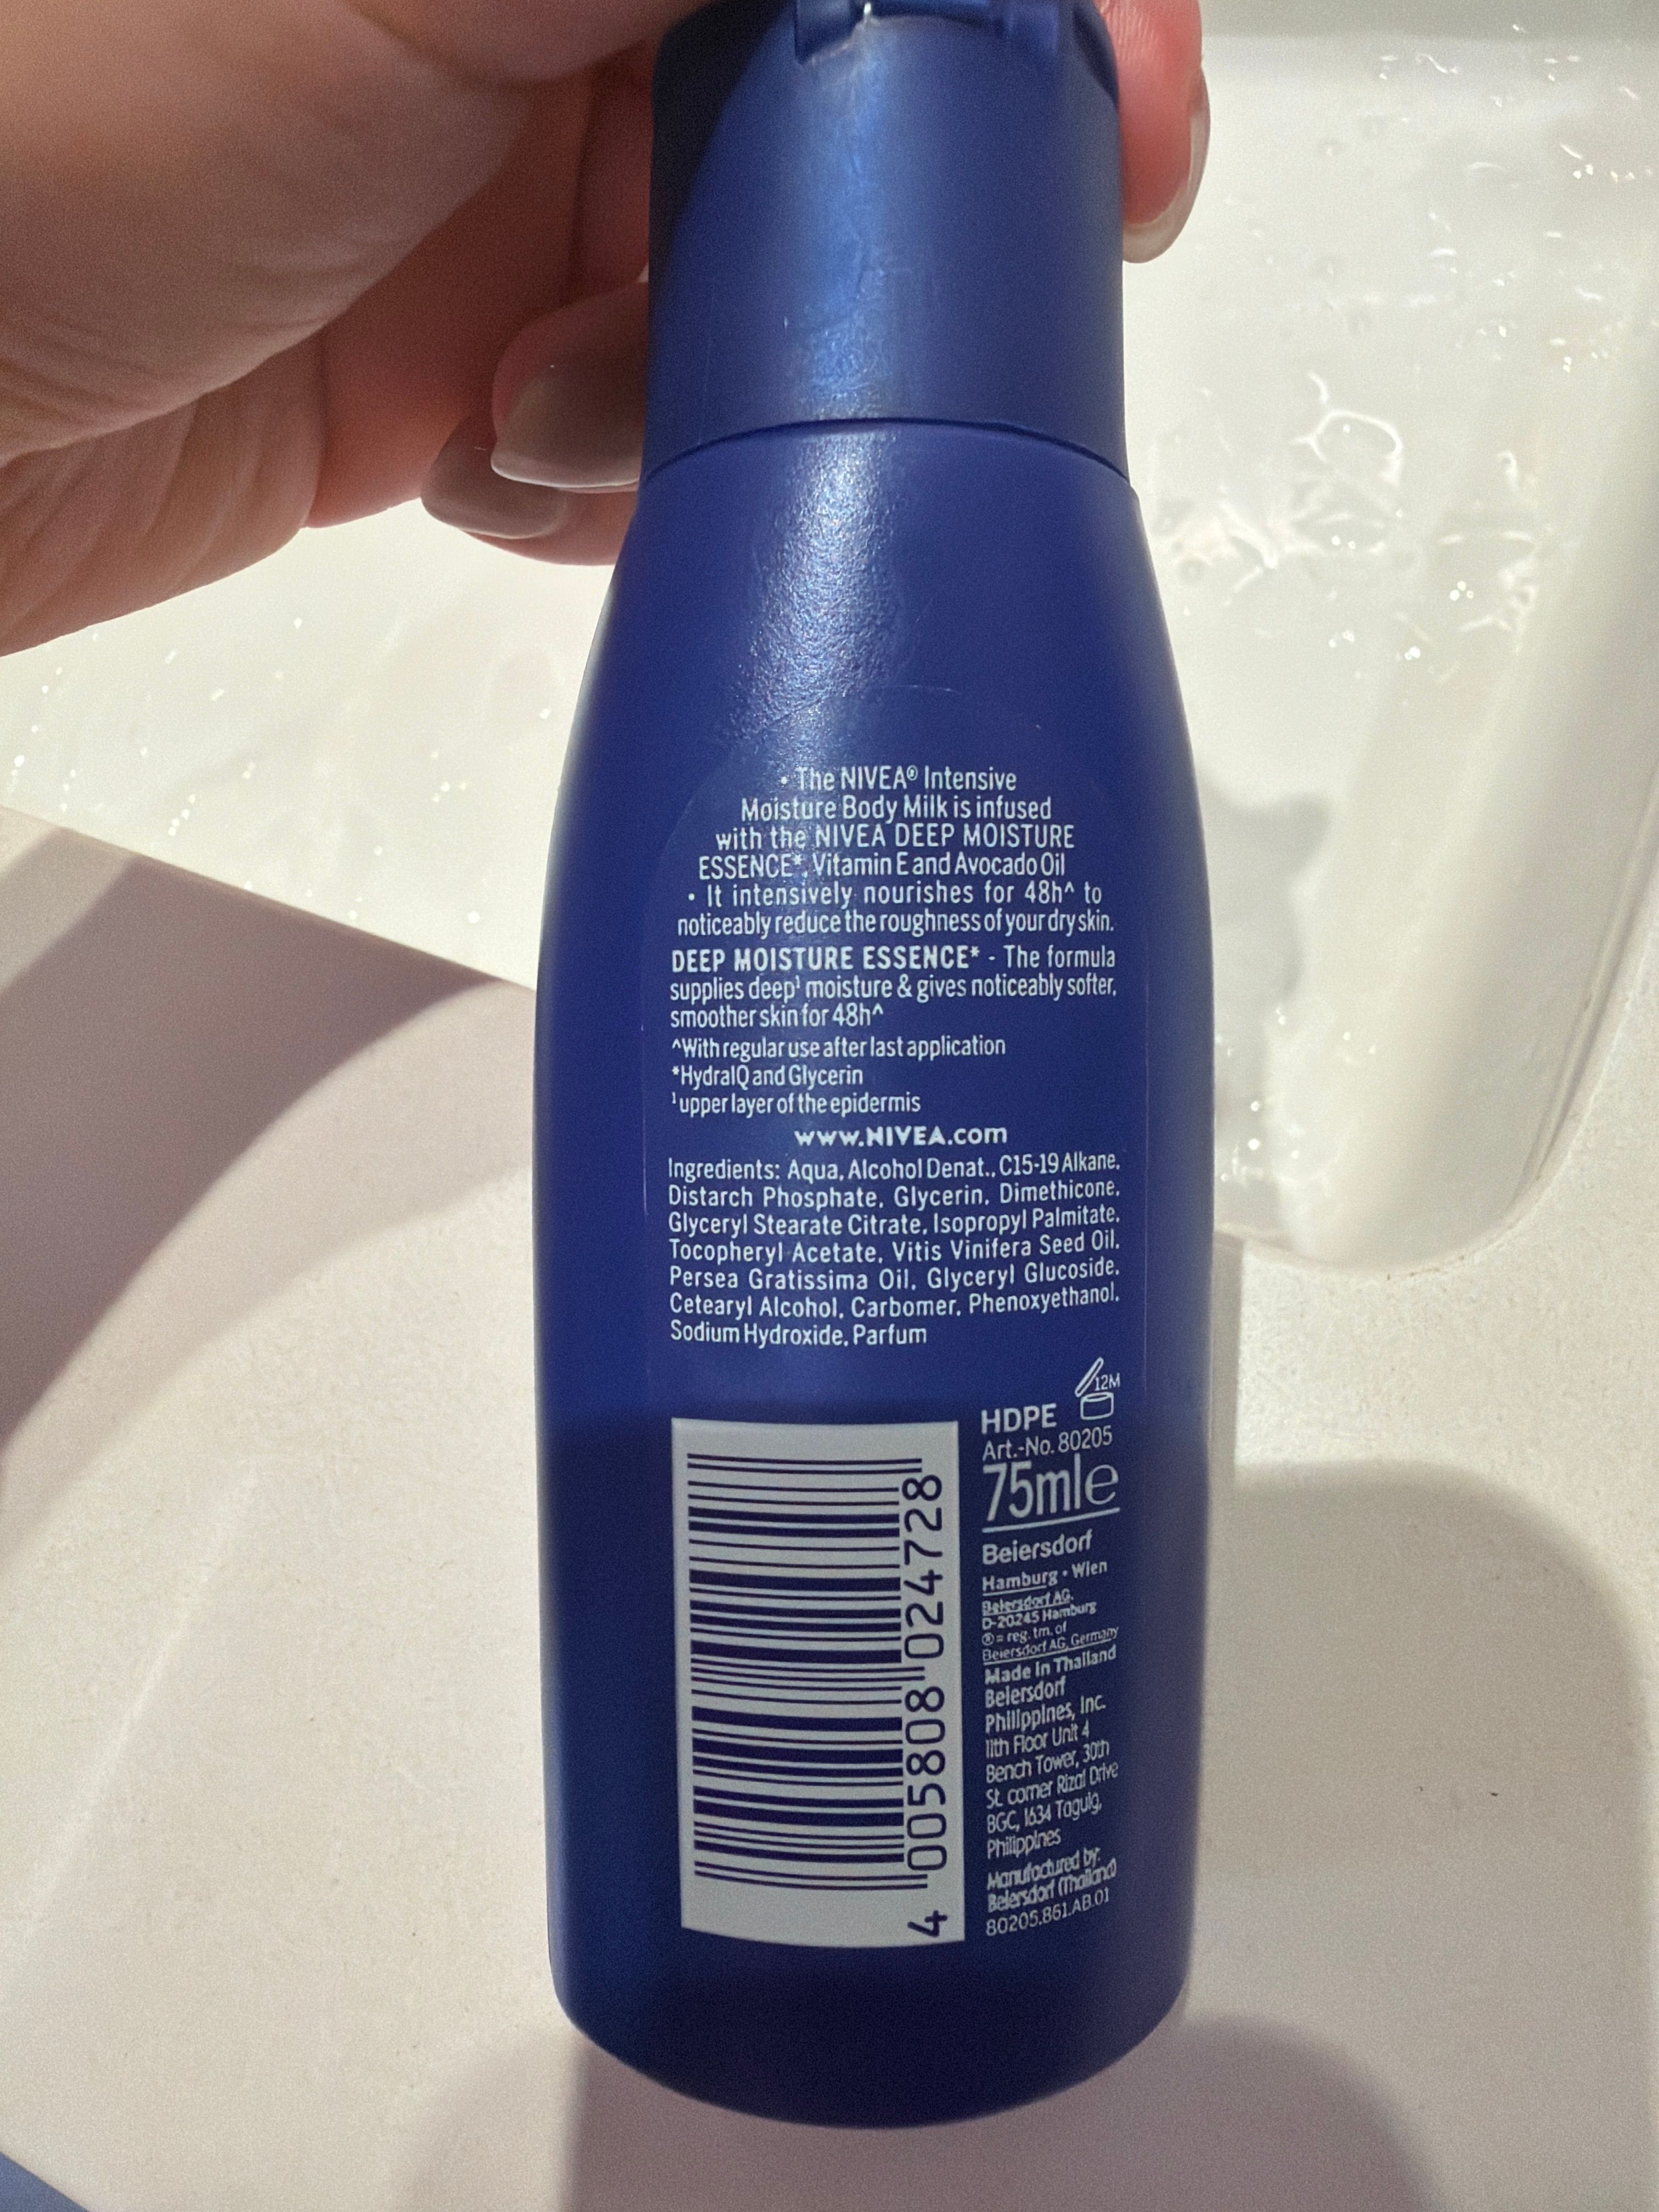 • The NIVEA® Intensive
Moisture Body Milk is infused
with the NIVEA DEEP MOISTURE
ESSENCE*, Vitamin E and Avocado Oil
• It intensively nourishes for 48h^ to
noticeably reduce the roughness of your dry skin.
DEEP MOISTURE ESSENCE* - The formula
supplies deep¹ moisture & gives noticeably softer,
smoother skin for 48h^
^With regular use after last application
*HydraIQ and Glycerin
¹ upper layer of the epidermis
www.NIVEA.com
Ingredients: Aqua, Alcohol Denat., C15-19 Alkane,
Distarch Phosphate, Glycerin, Dimethicone,
Glyceryl Stearate Citrate, Isopropyl Palmitate,
Tocopheryl Acetate, Vitis Vinifera Seed Oil,
Persea Gratissima Oil, Glyceryl Glucoside,
Cetearyl Alcohol, Carbomer, Phenoxyethanol,
Sodium Hydroxide, Parfum
12M
HDPE
Art.-No. 80205
75ml e
Beiersdorf
Hamburg • Wien
Beiersdorf AG,
D-20245 Hamburg
® = reg. tm. of
Beiersdorf AG, Germany
Made in Thailand
Beiersdorf
Philippines, Inc.
11th Floor Unit 4
Bench Tower, 30th
St. corner Rizal Drive
BGC, 1634 Taguig,
Philippines
Manufactured by:
Beiersdorf (Thailand)
80205.861.AB.01
4 005808 024728